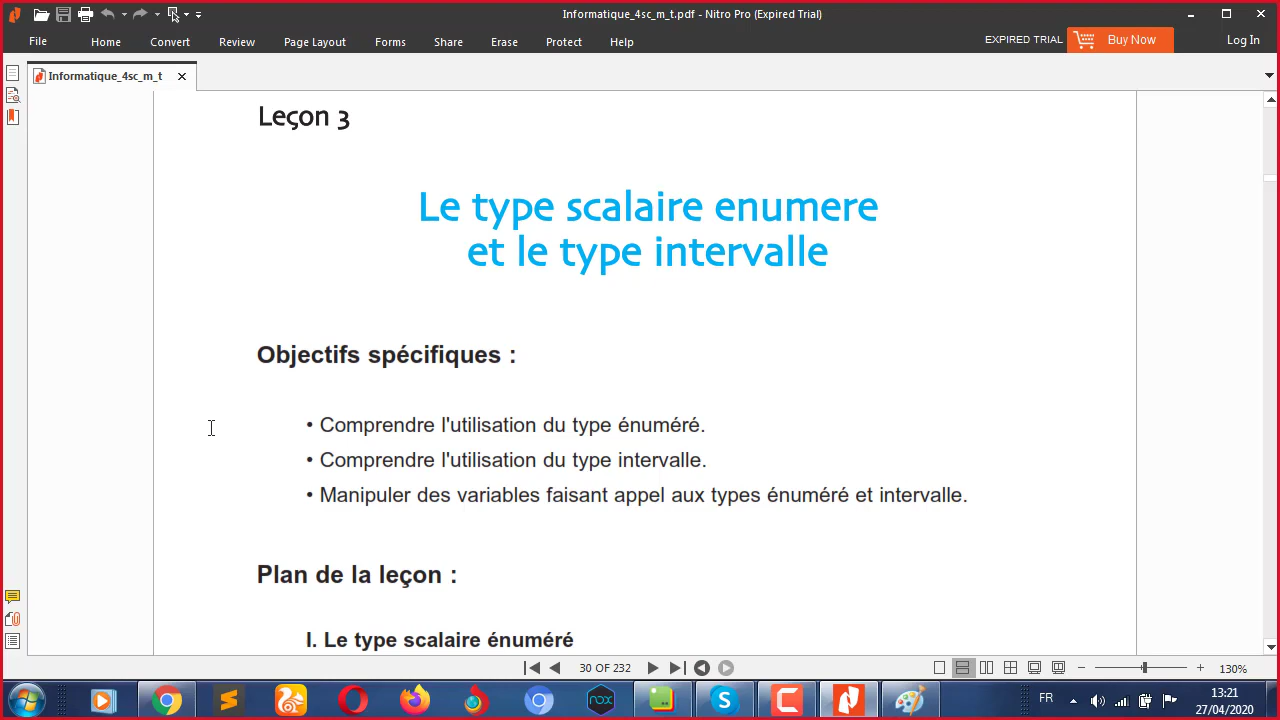 Informatique_4sc_m_t.pdf - Nitro Pro (Expired Trial)
File Home Convert Review Page Layout Forms Share Erase Protect Help EXPIRED TRIAL Buy Now Log In
Informatique_4sc_m_t
Leçon 3
Le type scalaire enumere
et le type intervalle
Objectifs spécifiques :
• Comprendre l'utilisation du type énuméré.
• Comprendre l'utilisation du type intervalle.
• Manipuler des variables faisant appel aux types énuméré et intervalle.
Plan de la leçon :
I. Le type scalaire énuméré
30 OF 232
130%
nox
FR
13:21
27/04/2020